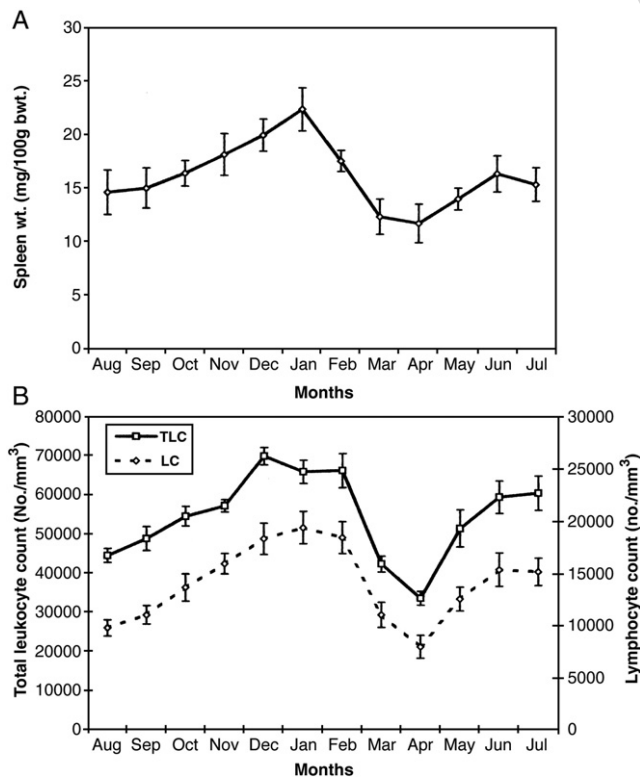 A
Spleen wt. (mg/100g bwt.)
30
25
20
15
10
5
0
Aug Sep Oct Nov Dec Jan Feb Mar Apr May Jun Jul
Months
B
Total leukocyte count (No./mm³)
80000
70000
60000
50000
40000
30000
20000
10000
0
TLC
LC
30000
25000
20000
15000
10000
5000
0
Lymphocyte count (no./mm³)
Aug Sep Oct Nov Dec Jan Feb Mar Apr May Jun Jul
Months